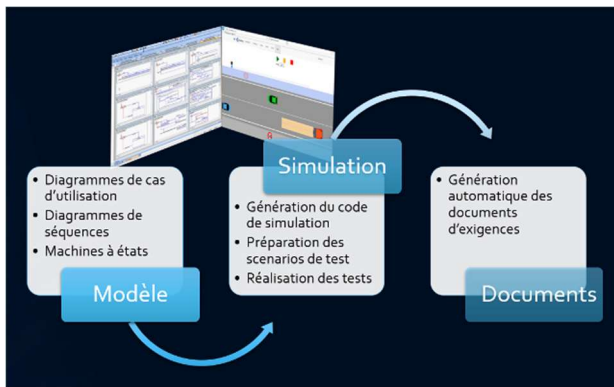 • Diagrammes de cas
d'utilisation
• Diagrammes de
séquences
• Machines à états
Modèle
Simulation
• Génération du code
de simulation
• Préparation des
scenarios de test
• Réalisation des tests
• Génération
automatique des
documents
d'exigences
Documents